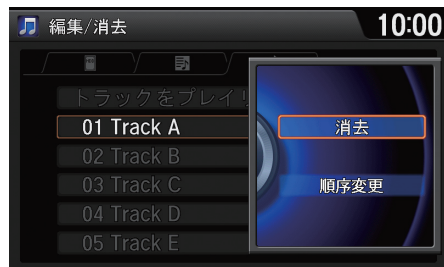 編集/消去
10:00
トラックをプレイリ
01 Track A
02 Track B
03 Track C
04 Track D
05 Track E
消去
順序変更